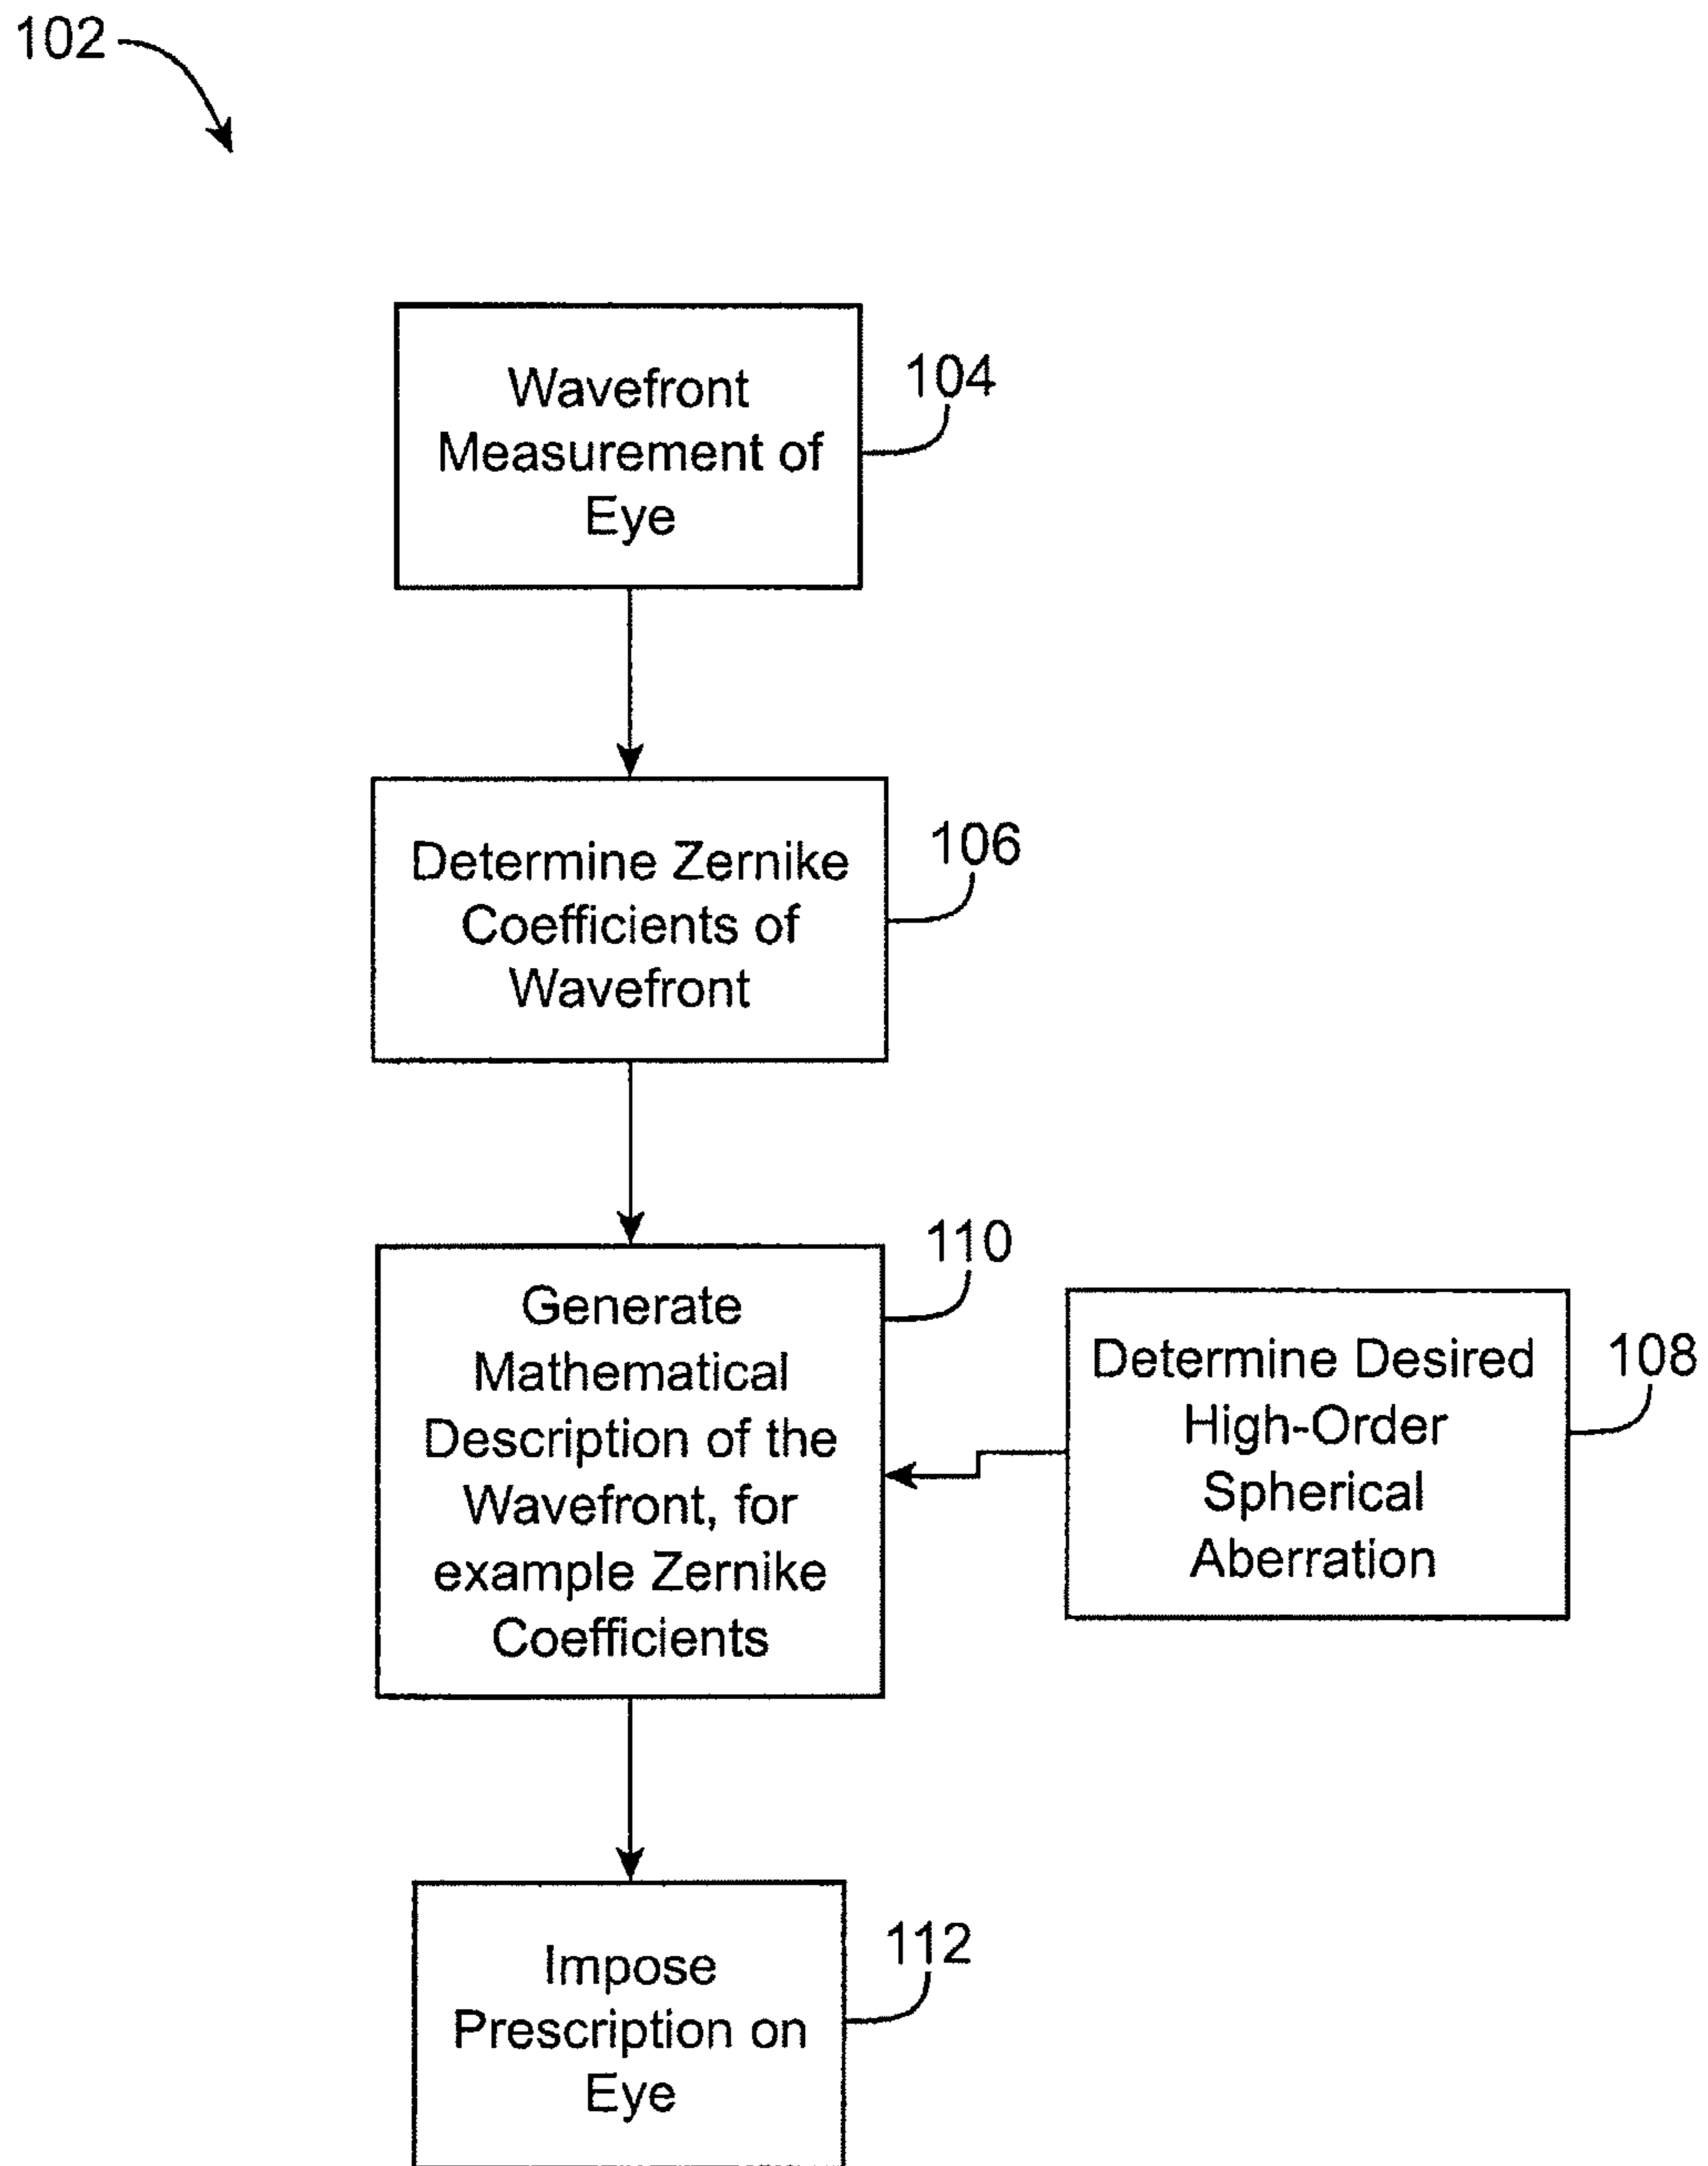 102
Wavefront
Measurement of
Eye
104
Determine Zernike
Coefficients of
Wavefront
106
Generate
Mathematical
Description of the
Wavefront, for
example Zernike
Coefficients
110
Determine Desired
High-Order
Spherical
Aberration
108
Impose
Prescription on
Eye
112